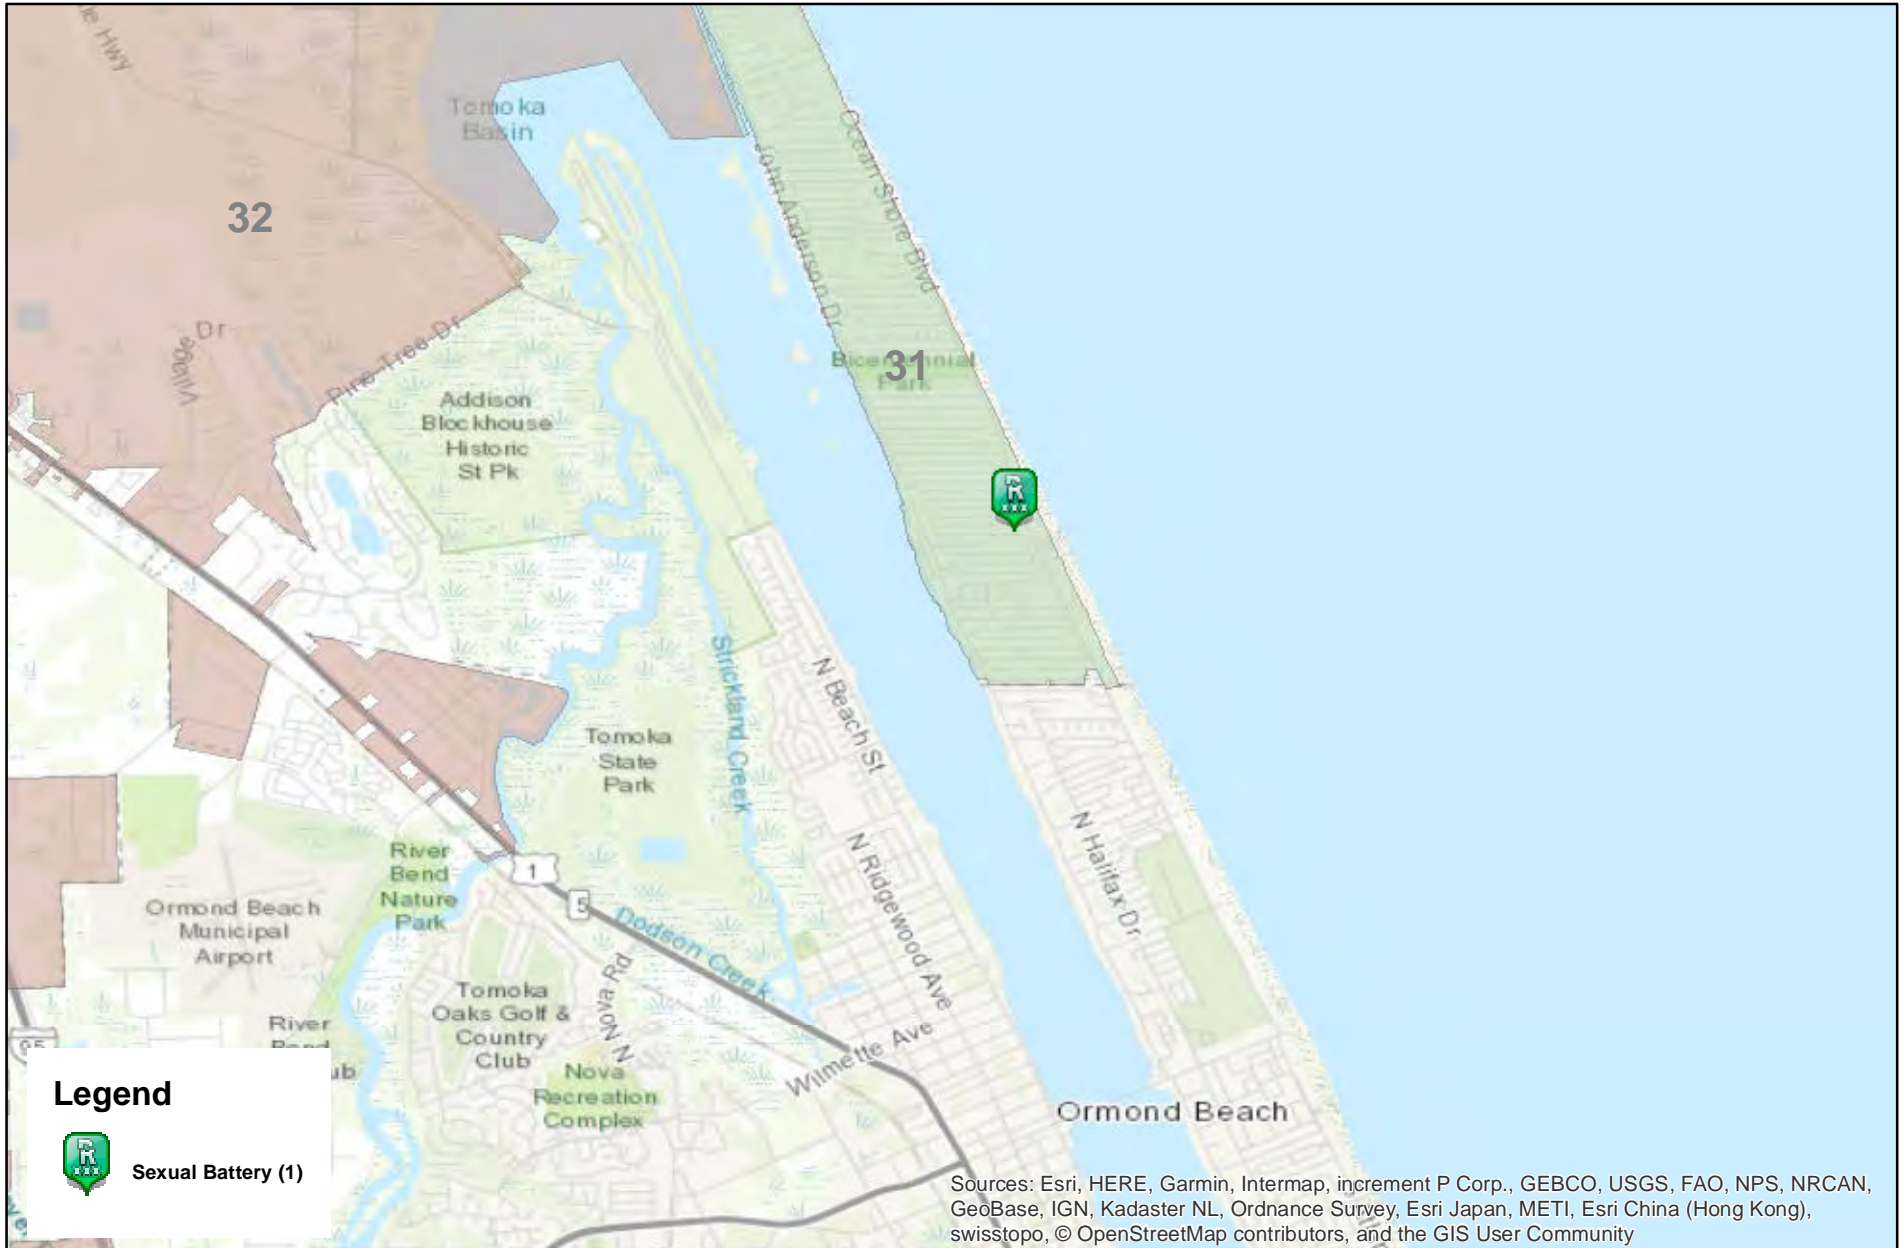 Tomoka
Basin
32
Ocean Shore Blvd
John Anderson Dr
Village Dr
Pine Tree Dr
31
Bicentennial
Park
Addison
Blockhouse
Historic
St Pk
R
xxx
Strickland Creek
N Beach St
Tomoka
State
Park
N Halifax Dr
River
Bend
Nature
Park
1
5
N Ridgewood Ave
Ormond Beach
Municipal
Airport
Dodson Creek
N Nova Rd
Tomoka
Oaks Golf &
Country
Club
River
95
Wilmette Ave
Nova
Recreation
Complex
Ormond Beach
Legend
R
xxx
Sexual Battery (1)
Sources: Esri, HERE, Garmin, Intermap, increment P Corp., GEBCO, USGS, FAO, NPS, NRCAN,
GeoBase, IGN, Kadaster NL, Ordnance Survey, Esri Japan, METI, Esri China (Hong Kong),
swisstopo, © OpenStreetMap contributors, and the GIS User Community